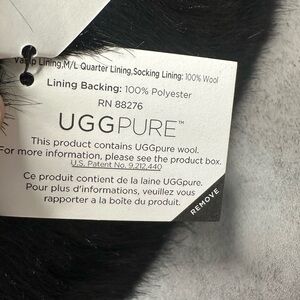 Vamp Lining,M/L Quarter Lining,Socking Lining: 100% Wool
Lining Backing: 100% Polyester
RN 88276
UGGPURE™
This product contains UGGpure wool.
For more information, please see the product box.
U.S. Patent No. 9,212,440
Ce produit contient de la laine UGGpure.
Pour plus d'informations, veuillez vous
rapporter a la boîte du produit.
REMOVE